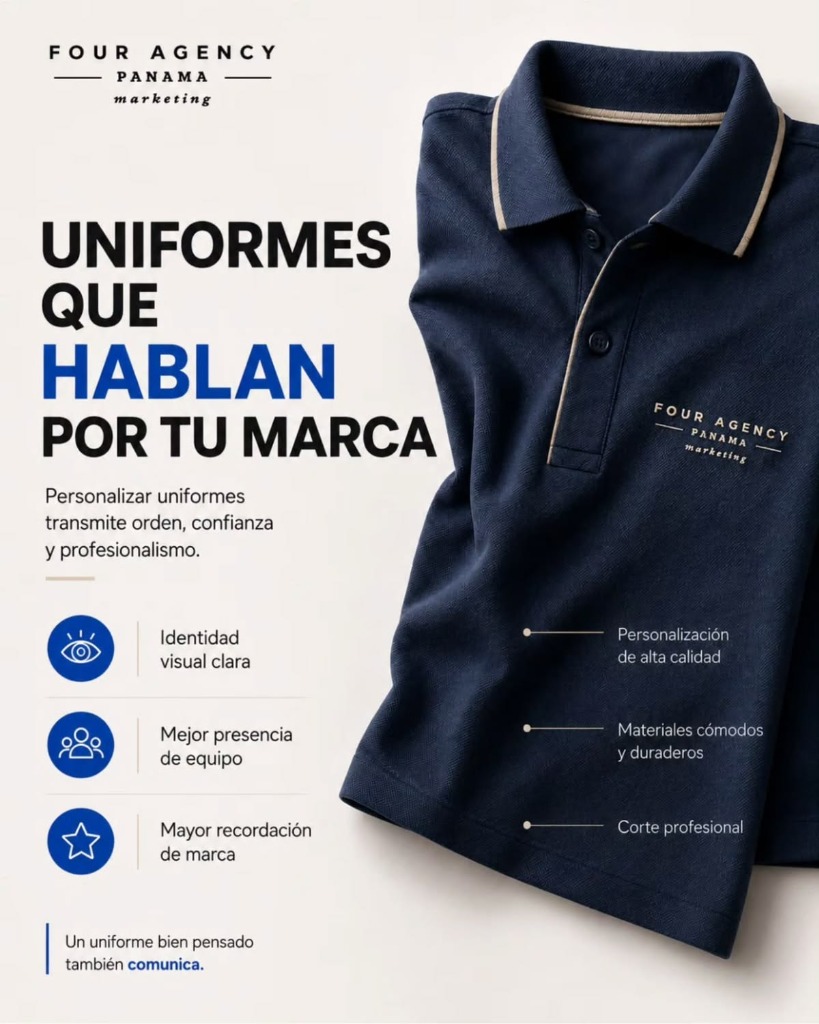 FOUR AGENCY
PANAMA
marketing
UNIFORMES
QUE
HABLAN
POR TU MARCA
Personalizar uniformes
transmite orden, confianza
y profesionalismo.
Identidad
visual clara
Mejor presencia
de equipo
Mayor recordación
de marca
Un uniforme bien pensado
también comunica.
FOUR AGENCY
PANAMA
marketing
Personalización
de alta calidad
Materiales cómodos
y duraderos
Corte profesional